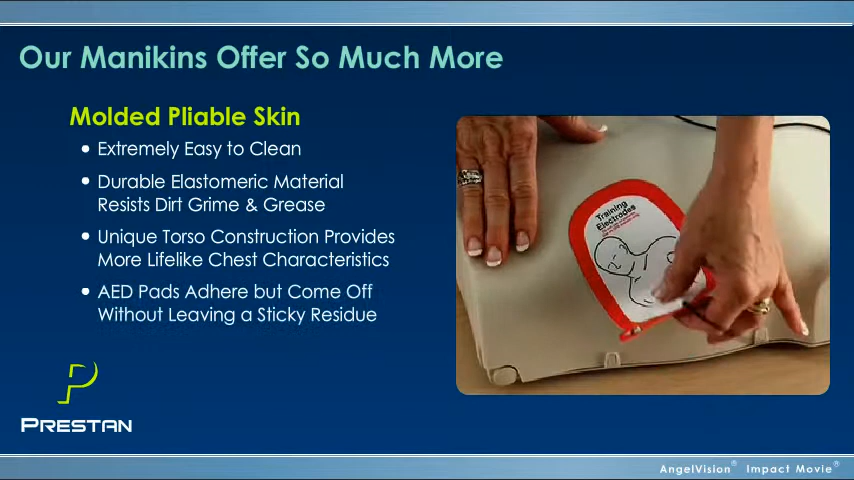 Our Manikins Offer So Much More
Molded Pliable Skin
• Extremely Easy to Clean
• Durable Elastomeric Material
Resists Dirt Grime & Grease
• Unique Torso Construction Provides
More Lifelike Chest Characteristics
• AED Pads Adhere but Come Off
Without Leaving a Sticky Residue
Training
Electrodes
PRESTAN
AngelVision® Impact Movie®